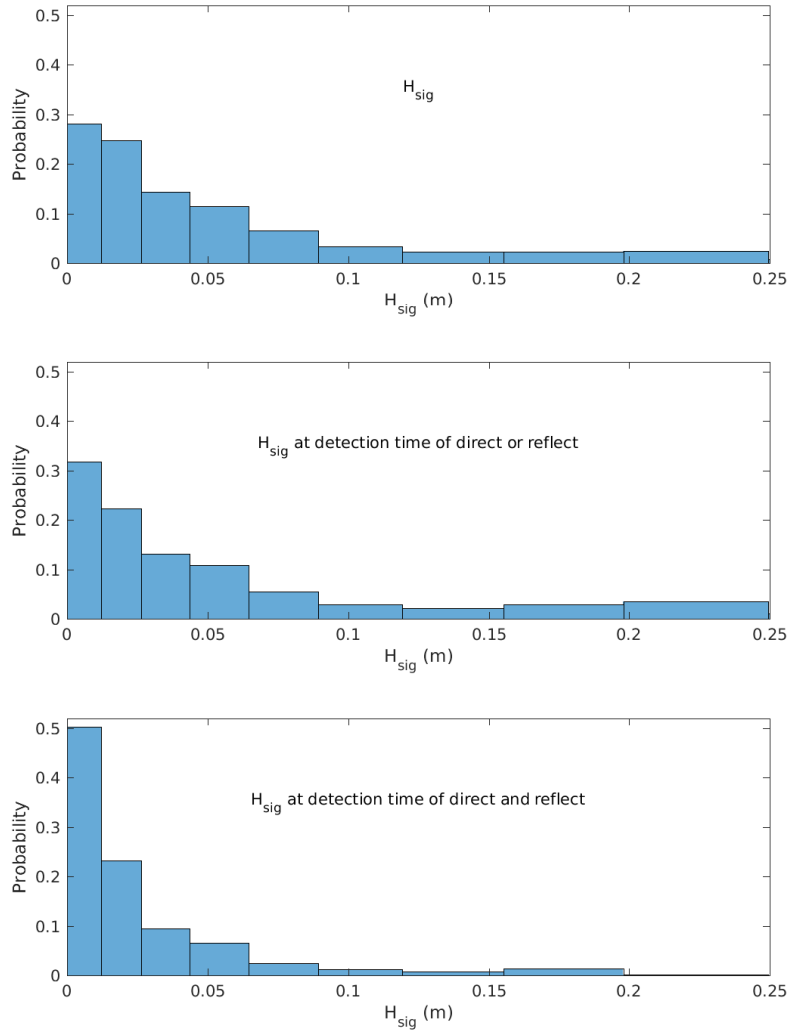 0.5
0.4
0.3
0.2
0.1
0
Probability
H_sig
0 0.05 0.1 0.15 0.2 0.25
H_sig (m)
0.5
0.4
0.3
0.2
0.1
0
Probability
H_sig at detection time of direct or reflect
0 0.05 0.1 0.15 0.2 0.25
H_sig (m)
0.5
0.4
0.3
0.2
0.1
0
Probability
H_sig at detection time of direct and reflect
0 0.05 0.1 0.15 0.2 0.25
H_sig (m)